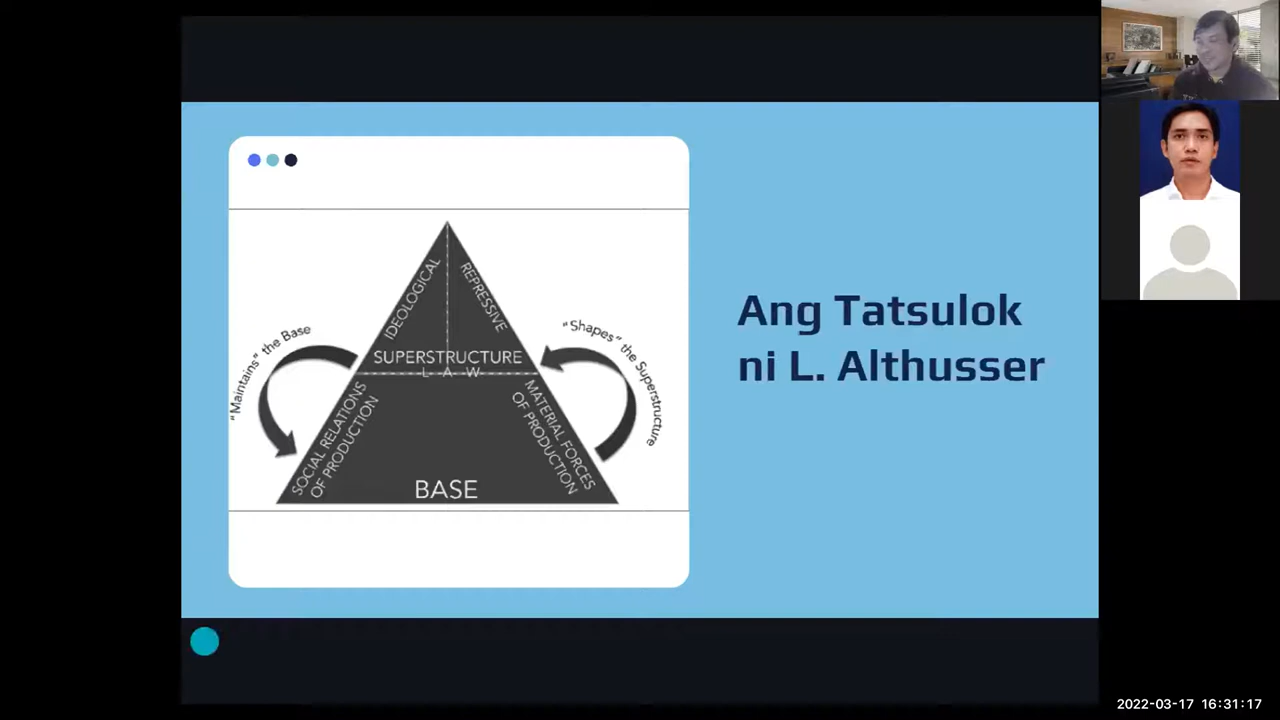 Ang Tatsulok
ni L. Althusser
IDEOLOGICAL
REPRESSIVE
SUPERSTRUCTURE
L A W
"Maintains" the Base
"Shapes" the Superstructure
SOCIAL RELATIONS
OF PRODUCTION
MATERIAL FORCES
OF PRODUCTION
BASE
2022-03-17 16:31:17